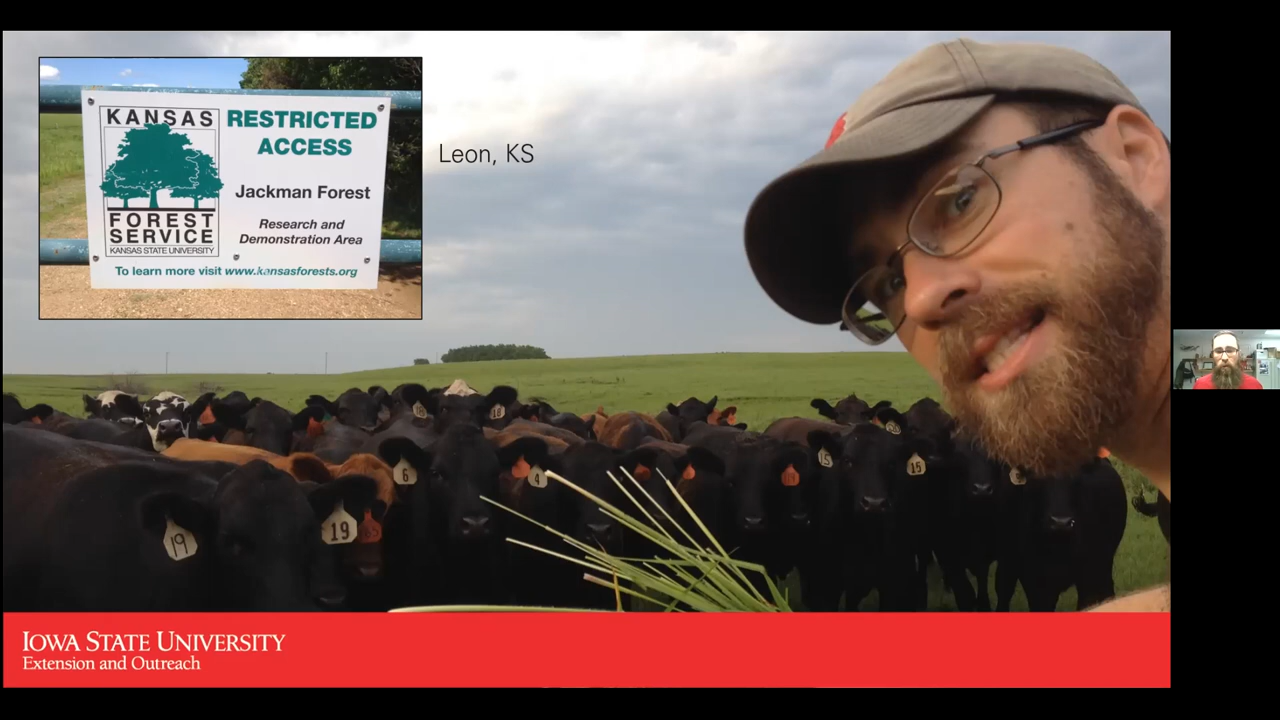 KANSAS
FOREST
SERVICE
KANSAS STATE UNIVERSITY
RESTRICTED
ACCESS
Jackman Forest
Research and
Demonstration Area
To learn more visit www.kansasforests.org
Leon, KS
19
19
6
4
15
IOWA STATE UNIVERSITY
Extension and Outreach